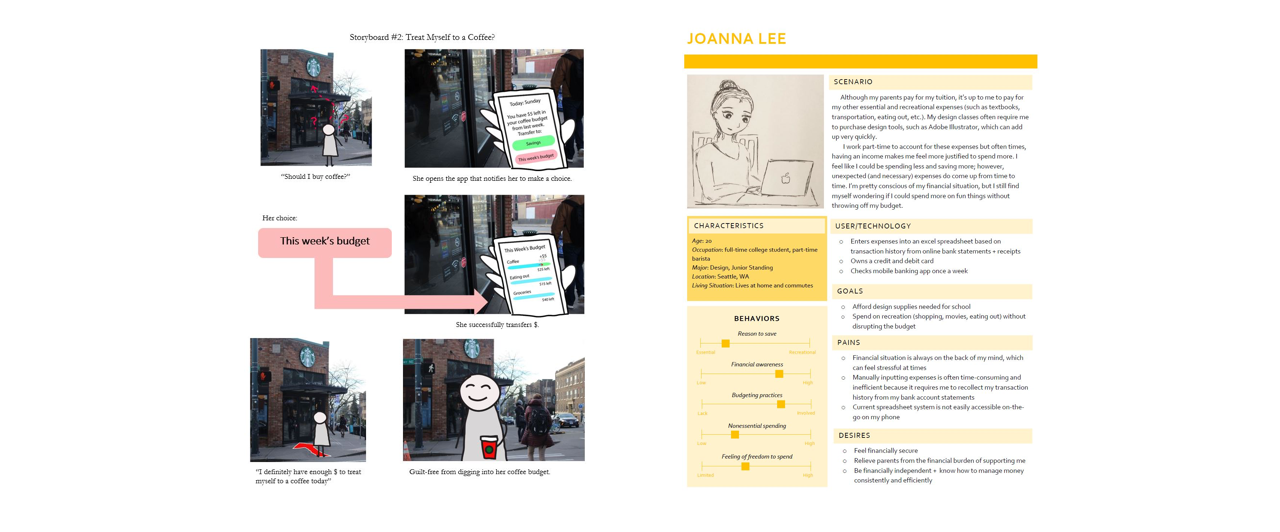 Storyboard #2: Treat Myself to a Coffee?
"Should I buy coffee?"
Today: Sunday
You have $5 left in
your coffee budget
from last week.
Transfer to:
Savings
This week's budget
She opens the app that notifies her to make a choice.
Her choice:
This week's budget
This Week's Budget
Coffee
+$5
$25 left
Eating out
$15 left
Groceries
$40 left
She successfully transfers $.
"I definitely have enough $ to treat
myself to a coffee today"
Guilt-free from digging into her coffee budget.
JOANNA LEE
CHARACTERISTICS
Age: 20
Occupation: full-time college student, part-time
barista
Major: Design, Junior Standing
Location: Seattle, WA
Living Situation: Lives at home and commutes
BEHAVIORS
Reason to save
Essential Recreational
Financial awareness
Low High
Budgeting practices
Lack Involved
Nonessential spending
Low High
Feeling of freedom to spend
Limited High
SCENARIO
Although my parents pay for my tuition, it's up to me to pay for
my other essential and recreational expenses (such as textbooks,
transportation, eating out, etc.). My design classes often require me
to purchase design tools, such as Adobe Illustrator, which can add
up very quickly.
I work part-time to account for these expenses but often times,
having an income makes me feel more justified to spend more. I
feel like I could be spending less and saving more; however,
unexpected (and necessary) expenses do come up from time to
time. I'm pretty conscious of my financial situation, but I still find
myself wondering if I could spend more on fun things without
throwing off my budget.
USER/TECHNOLOGY
o Enters expenses into an excel spreadsheet based on
transaction history from online bank statements + receipts
o Owns a credit and debit card
o Checks mobile banking app once a week
GOALS
o Afford design supplies needed for school
o Spend on recreation (shopping, movies, eating out) without
disrupting the budget
PAINS
o Financial situation is always on the back of my mind, which
can feel stressful at times
o Manually inputting expenses is often time-consuming and
inefficient because it requires me to recollect my transaction
history from my bank account statements
o Current spreadsheet system is not easily accessible on-the-
go on my phone
DESIRES
o Feel financially secure
o Relieve parents from the financial burden of supporting me
o Be financially independent + know how to manage money
consistently and efficiently